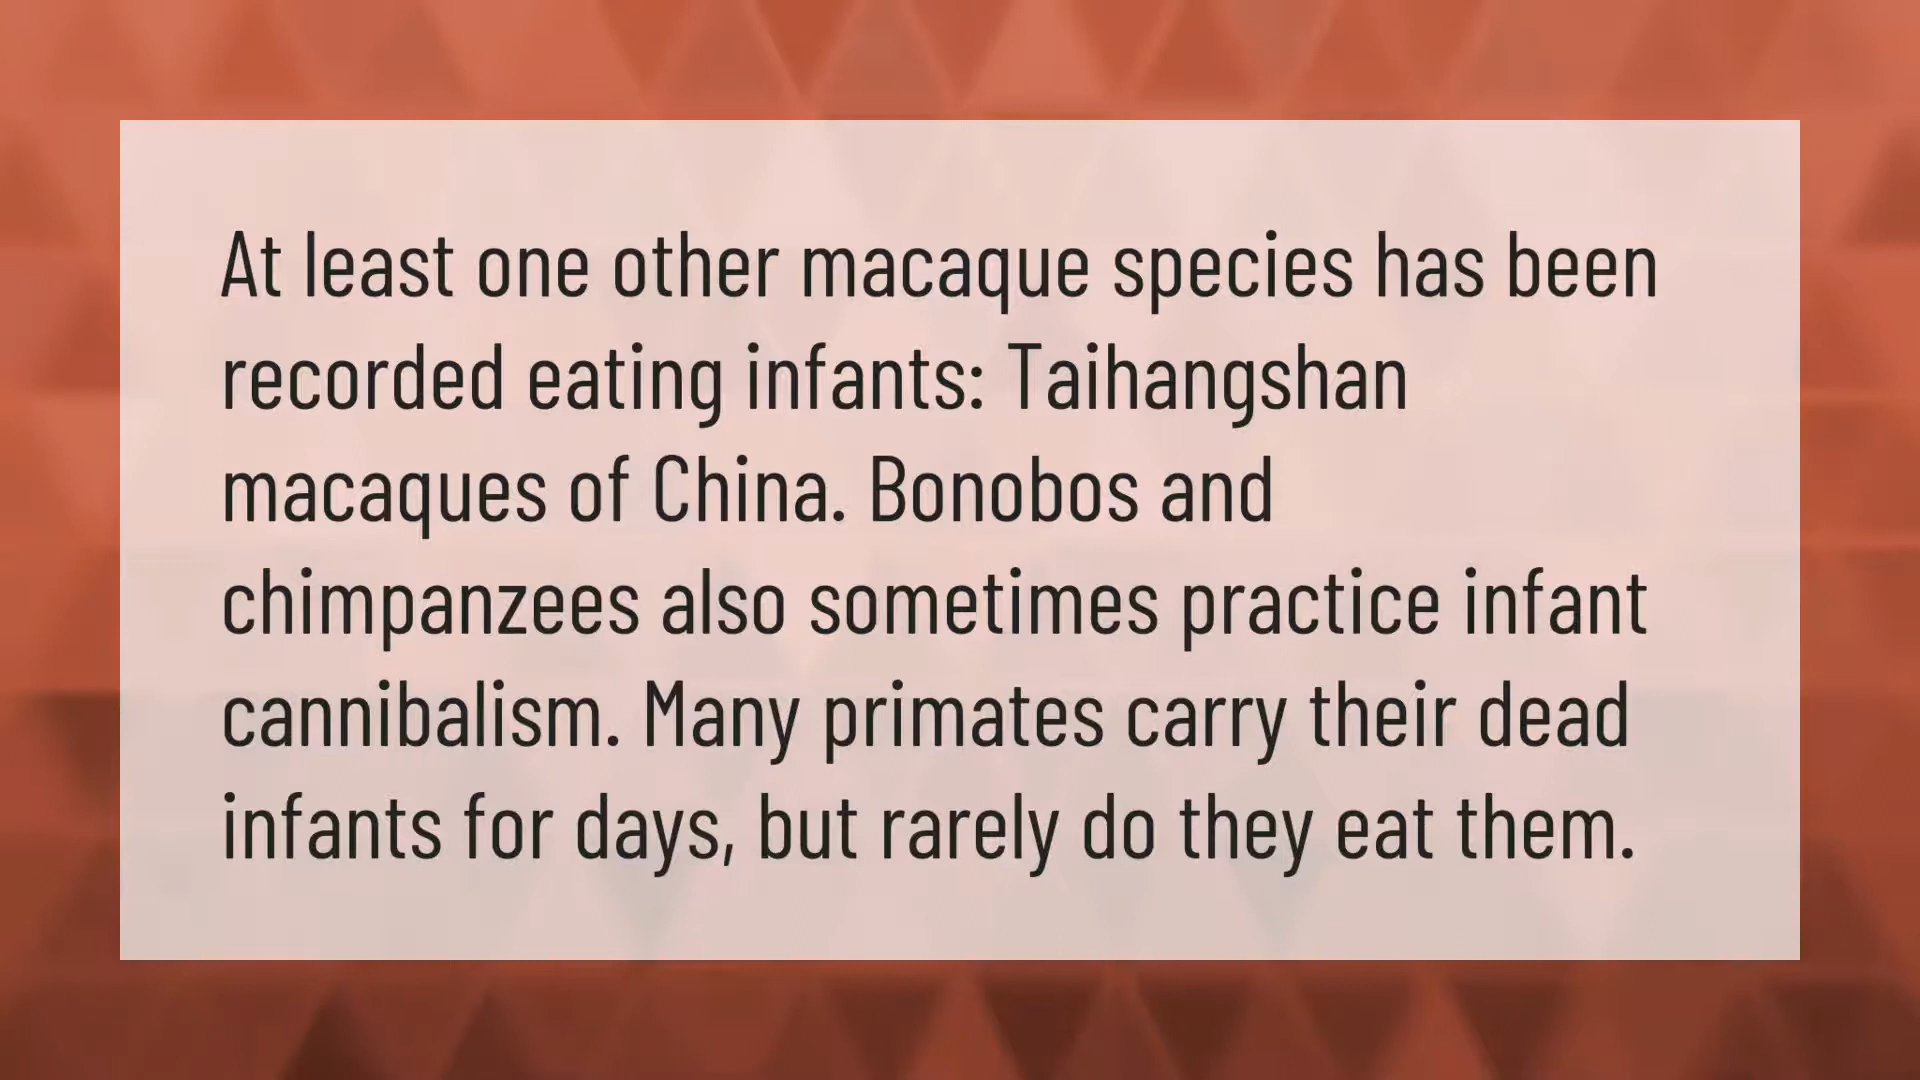 At least one other macaque species has been
recorded eating infants: Taihangshan
macaques of China. Bonobos and
chimpanzees also sometimes practice infant
cannibalism. Many primates carry their dead
infants for days, but rarely do they eat them.